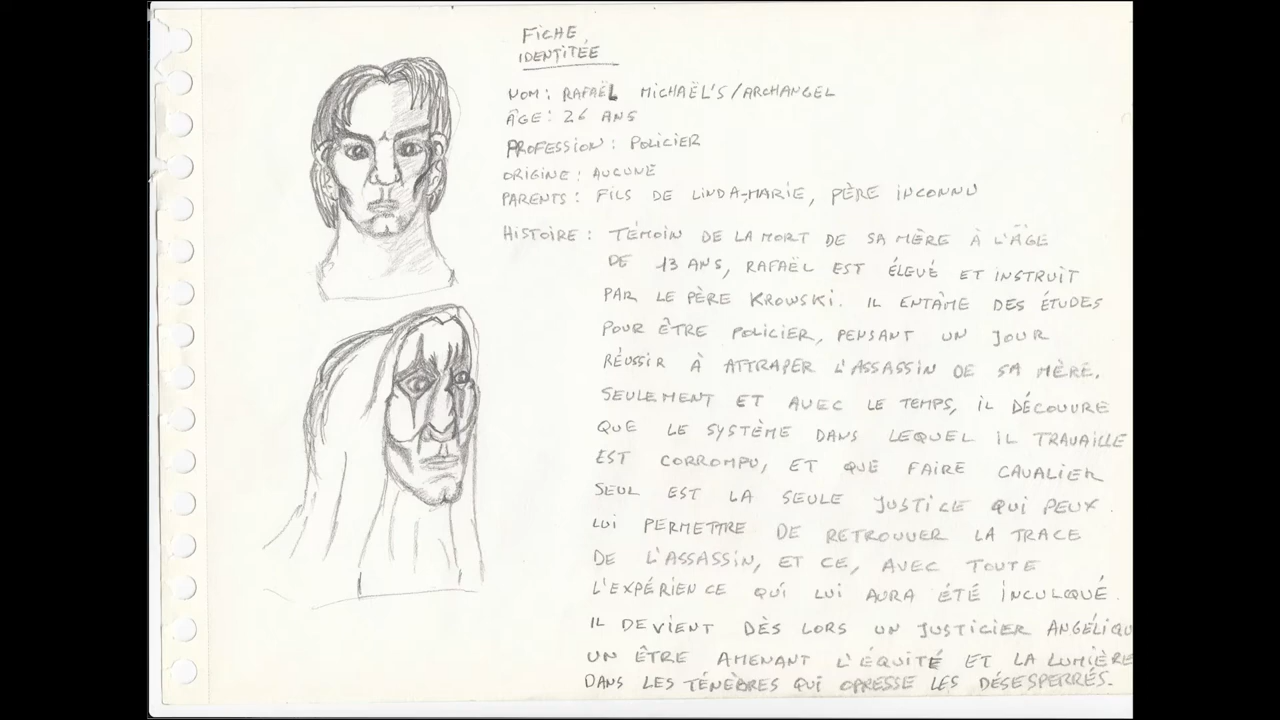 FICHE
IDENTITÉE
NOM : RAFAËL MICHAËL'S / ARCHANGEL
ÂGE : 26 ANS
PROFESSION : POLICIER
ORIGINE : AUCUNE
PARENTS : FILS DE LINDA-MARIE, PÈRE INCONNU
HISTOIRE : TÉMOIN DE LA MORT DE SA MÈRE À L'ÂGE
DE 13 ANS, RAFAËL EST ÉLEVÉ ET INSTRUIT
PAR LE PÈRE KROWSKI. IL ENTÂME DES ÉTUDES
POUR ÊTRE POLICIER, PENSANT UN JOUR
RÉUSSIR À ATTRAPER L'ASSASSIN DE SA MÈRE.
SEULEMENT ET AVEC LE TEMPS, IL DÉCOUVRE
QUE LE SYSTÈME DANS LEQUEL IL TRAVAILLE
EST CORROMPU, ET QUE FAIRE CAVALIER
SEUL EST LA SEULE JUSTICE QUI PEUX
LUI PERMETTRE DE RETROUVER LA TRACE
DE L'ASSASSIN, ET CE, AVEC TOUTE
L'EXPÉRIENCE QUI LUI AURA ÉTÉ INCULQUÉ.
IL DEVIENT DÈS LORS UN JUSTICIER ANGÉLIQU
UN ÊTRE AMENANT L'ÉQUITÉ ET LA LUMIÈRE
DANS LES TÉNÈBRES QUI OPRESSE LES DÉSESPERRÉS.